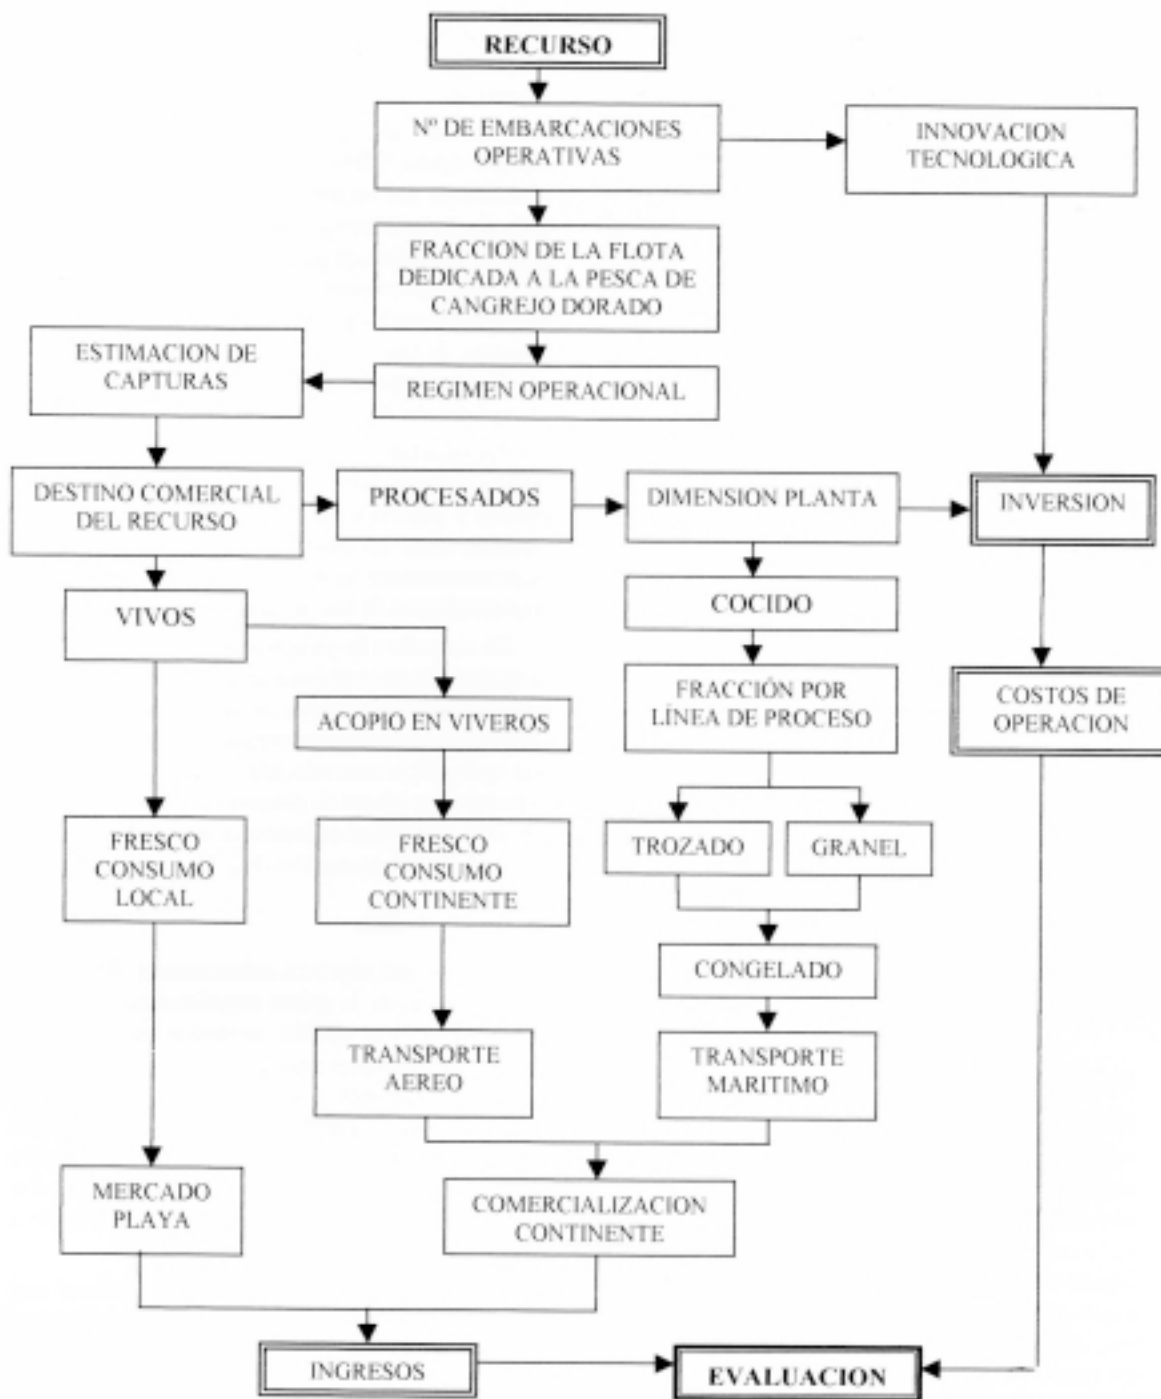 RECURSO
Nº DE EMBARCACIONES
OPERATIVAS
INNOVACION
TECNOLOGICA
FRACCION DE LA FLOTA
DEDICADA A LA PESCA DE
CANGREJO DORADO
ESTIMACION DE
CAPTURAS
REGIMEN OPERACIONAL
DESTINO COMERCIAL
DEL RECURSO
PROCESADOS
DIMENSION PLANTA
INVERSION
VIVOS
COCIDO
ACOPIO EN VIVEROS
FRACCIÓN POR
LÍNEA DE PROCESO
COSTOS DE
OPERACION
FRESCO
CONSUMO
LOCAL
FRESCO
CONSUMO
CONTINENTE
TROZADO
GRANEL
CONGELADO
TRANSPORTE
AEREO
TRANSPORTE
MARITIMO
MERCADO
PLAYA
COMERCIALIZACION
CONTINENTE
INGRESOS
EVALUACION